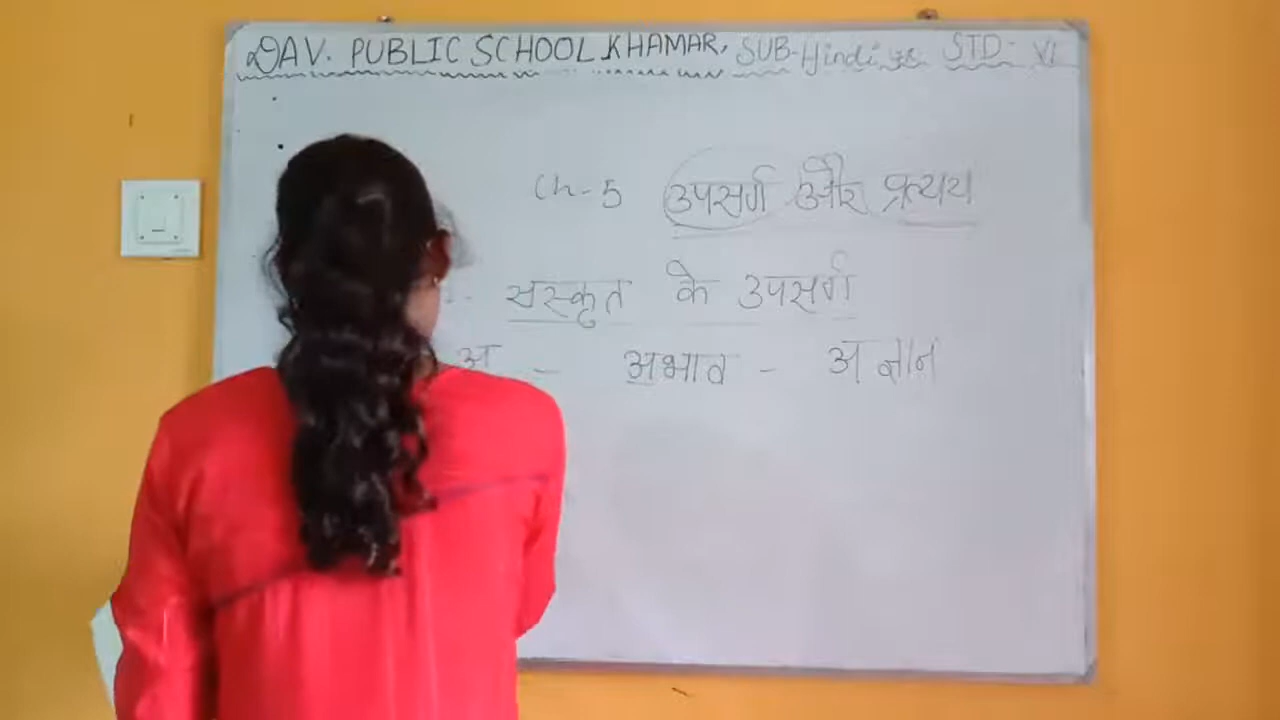 DAV. PUBLIC SCHOOL KHAMAR, SUB-Hindi STD:- VI
Ch-5 उपसर्ग और प्रत्यय
संस्कृत के उपसर्ग
अ - अभाव - अज्ञान